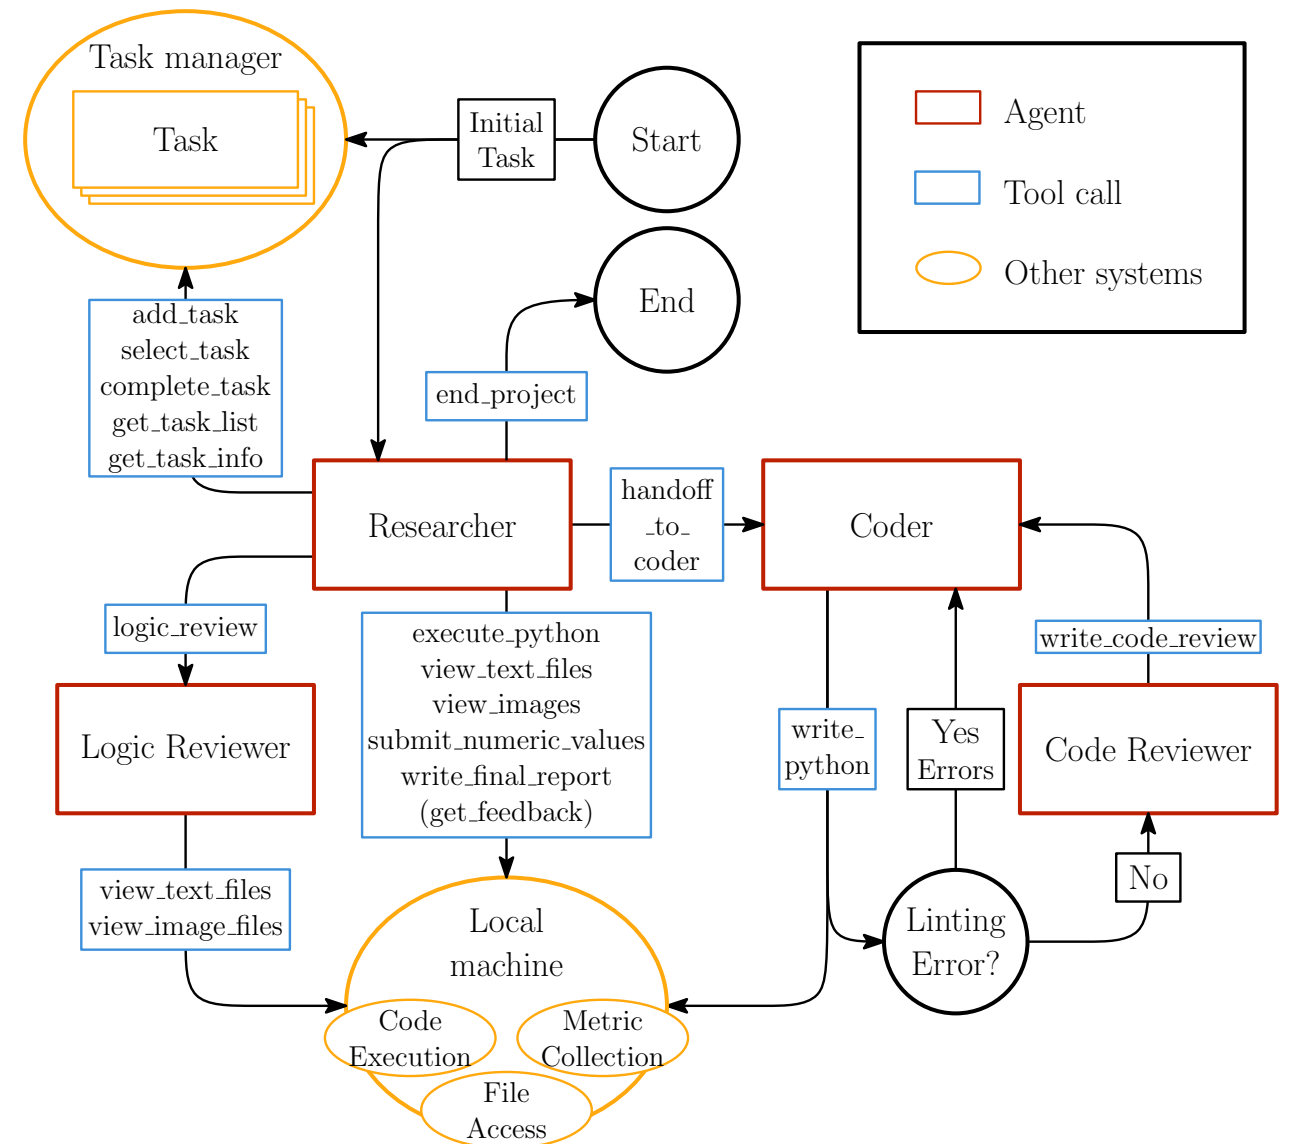 Task manager
Task
Initial
Task
Start
End
Agent
Tool call
Other systems
add_task
select_task
complete_task
get_task_list
get_task_info
end_project
Researcher
handoff
_to_
coder
Coder
logic_review
execute_python
view_text_files
view_images
submit_numeric_values
write_final_report
(get_feedback)
write_code_review
Logic Reviewer
write_
python
Yes
Errors
Code Reviewer
view_text_files
view_image_files
No
Linting
Error?
Local
machine
Code
Execution
Metric
Collection
File
Access